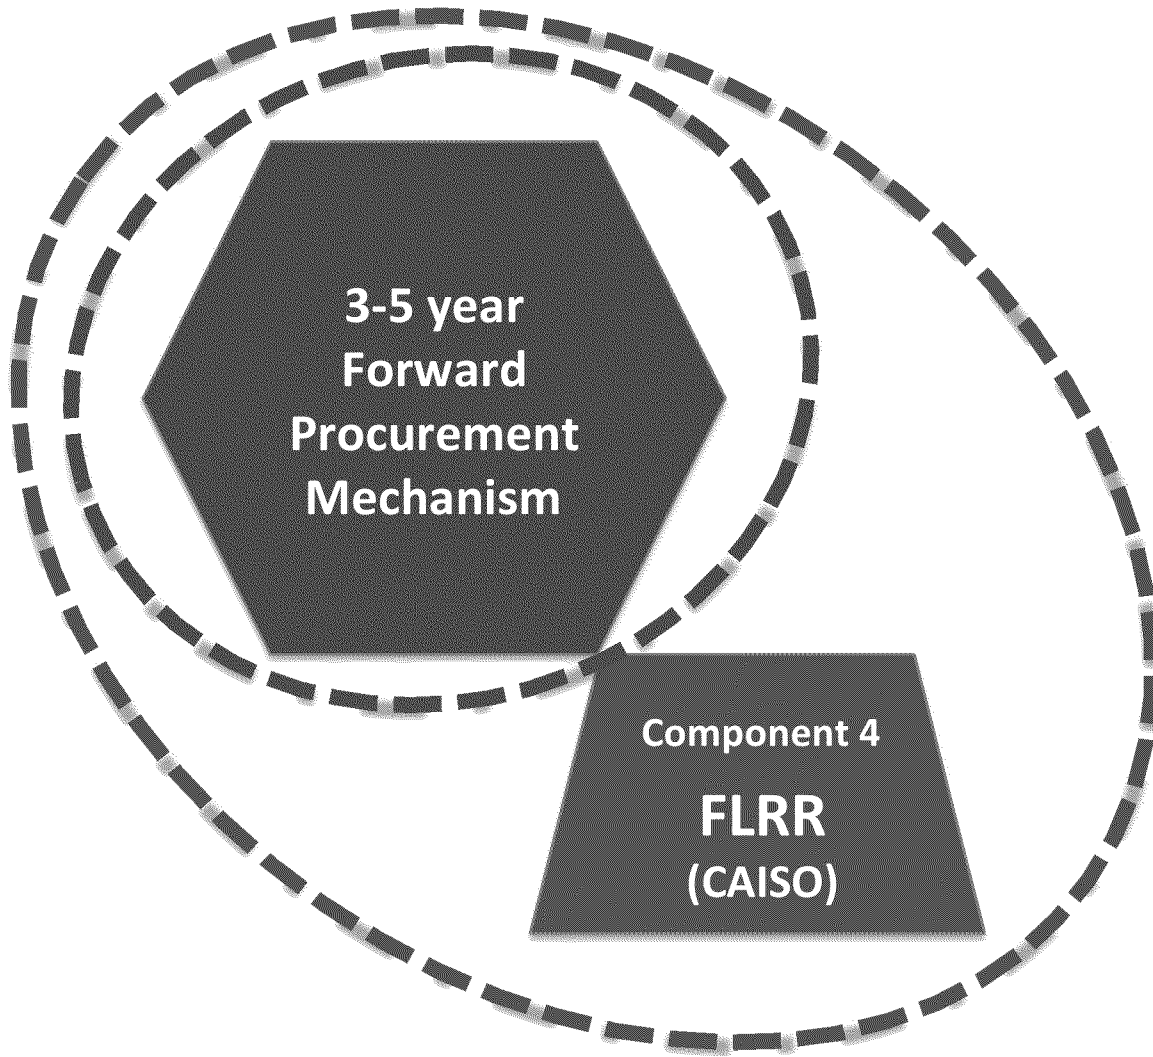 3-5 year
Forward
Procurement
Mechanism
Component 4
FLRR
(CAISO)